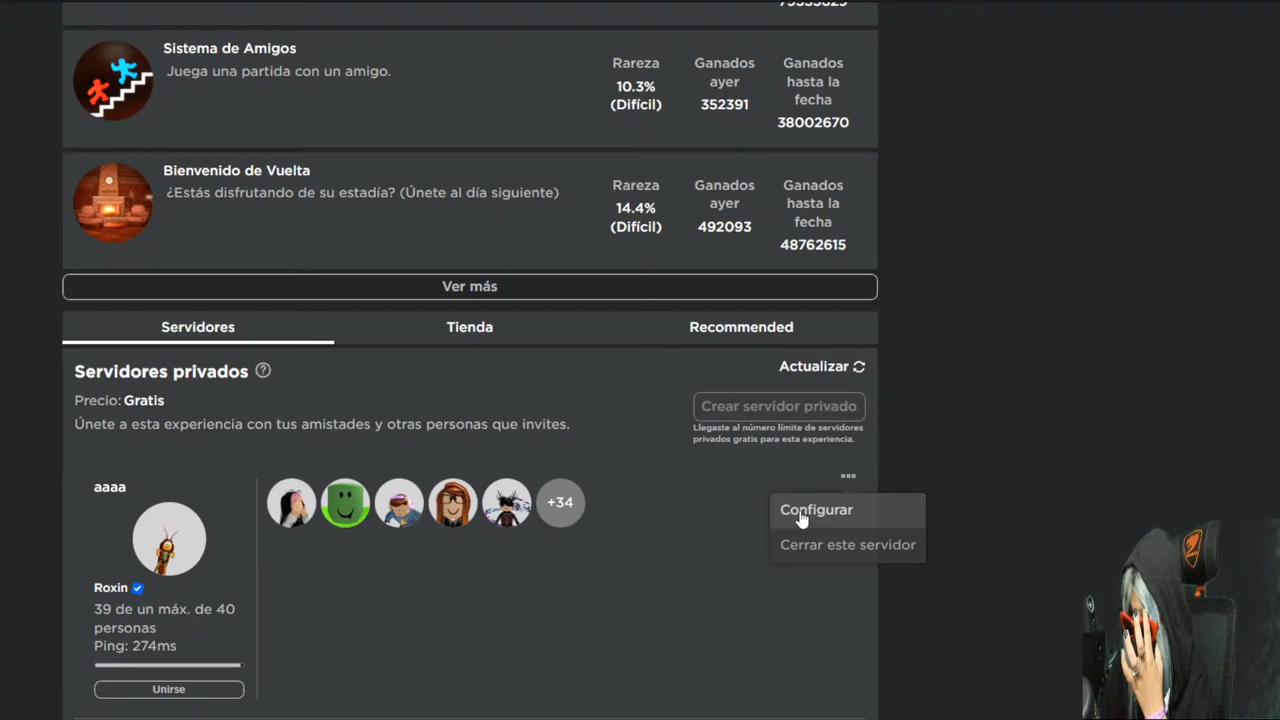 Sistema de Amigos
Juega una partida con un amigo.
Rareza
10.3%
(Difícil)
Ganados
ayer
352391
Ganados
hasta la
fecha
38002670
Bienvenido de Vuelta
¿Estás disfrutando de su estadía? (Únete al día siguiente)
Rareza
14.4%
(Difícil)
Ganados
ayer
492093
Ganados
hasta la
fecha
48762615
Ver más
Servidores
Tienda
Recommended
Servidores privados ?
Actualizar
Precio: Gratis
Únete a esta experiencia con tus amistades y otras personas que invites.
Crear servidor privado
Llegaste al número límite de servidores
privados gratis para esta experiencia.
aaaa
+34
Configurar
Cerrar este servidor
Roxin
39 de un máx. de 40
personas
Ping: 274ms
Unirse